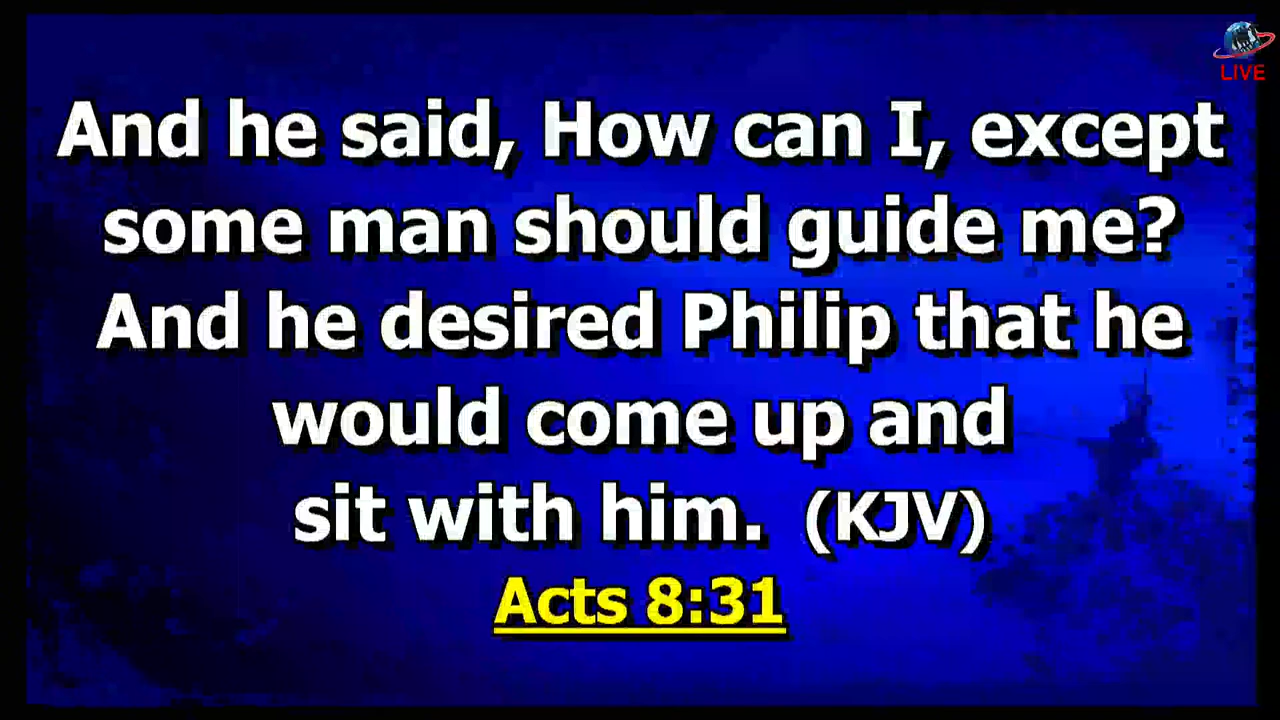 LIVE
And he said, How can I, except
some man should guide me?
And he desired Philip that he
would come up and
sit with him. (KJV)
Acts 8:31